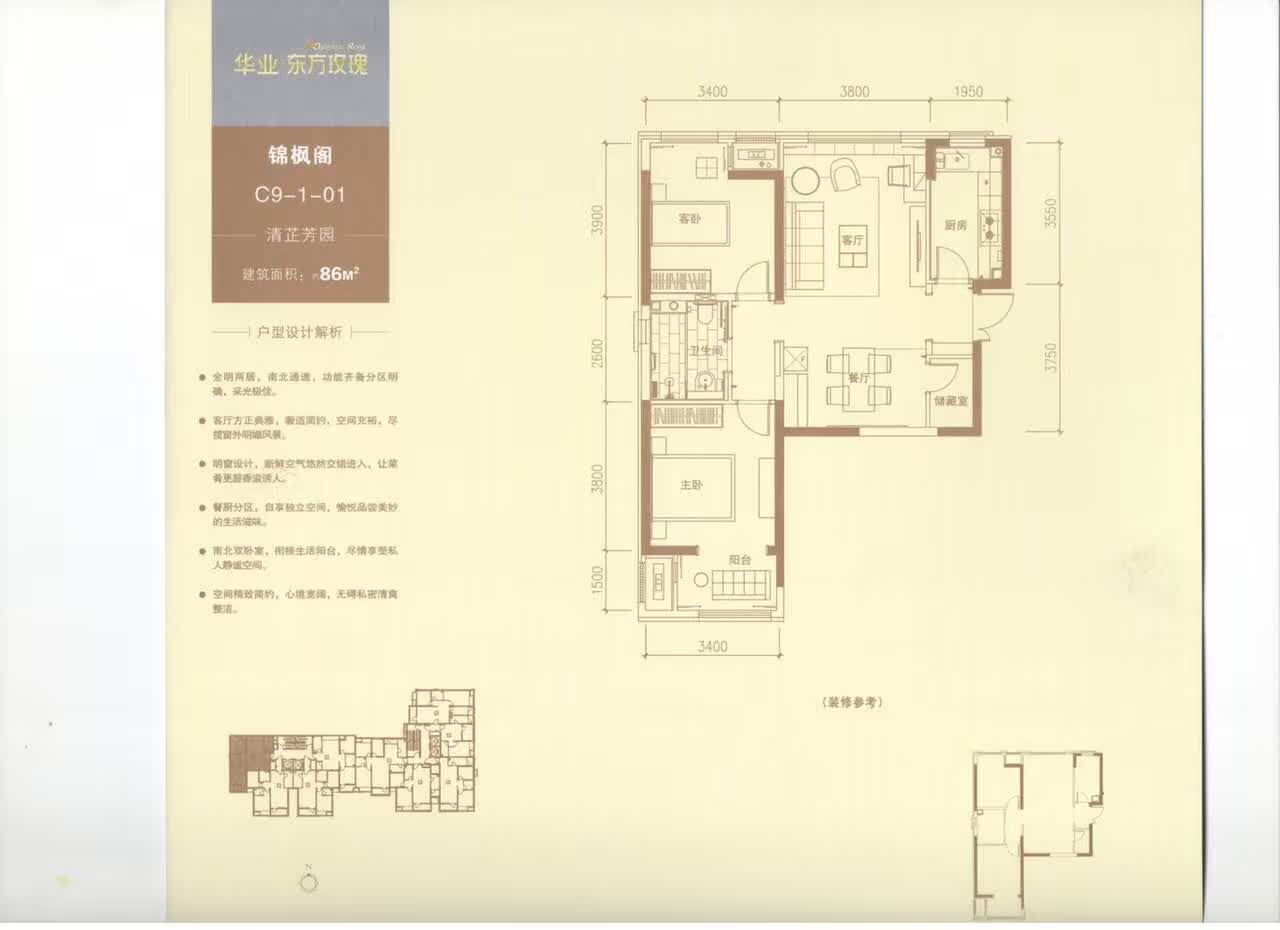 Oriental Rose
华业 东方玫瑰
锦枫阁
C9-1-01
清芷芳园
建筑面积：约86M²
户型设计解析
全明两居，南北通透，功能齐备分区明
确，采光极佳。
客厅方正典雅，奢适简约，空间充裕，尽
揽窗外明媚风景。
明窗设计，新鲜空气悠然交错进入，让菜
肴更显香浓诱人。
餐厨分区，自享独立空间，愉悦品尝美妙
的生活滋味。
南北双卧室，衔接生活阳台，尽情享受私
人静谧空间。
空间精致简约，心境宽阔，无碍私密清爽
整洁。
3400
3800
1950
3900
2600
3800
1500
3550
3750
3400
客卧
客厅
厨房
卫生间
餐厅
储藏室
主卧
阳台
F
（装修参考）
N